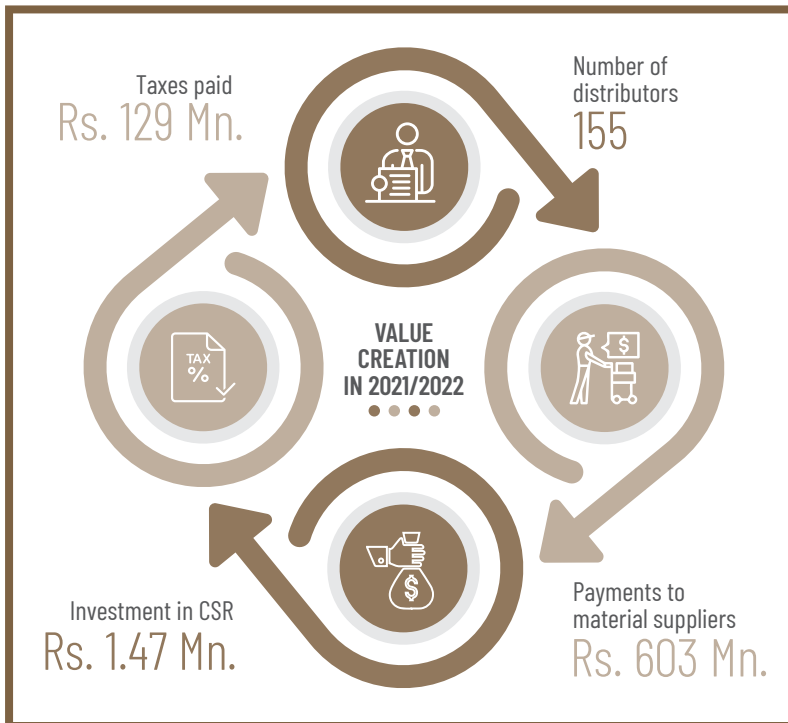 Taxes paid
Rs. 129 Mn.
Number of
distributors
155
TAX
%
$
VALUE
CREATION
IN 2021/2022
$
Investment in CSR
Rs. 1.47 Mn.
Payments to
material suppliers
Rs. 603 Mn.